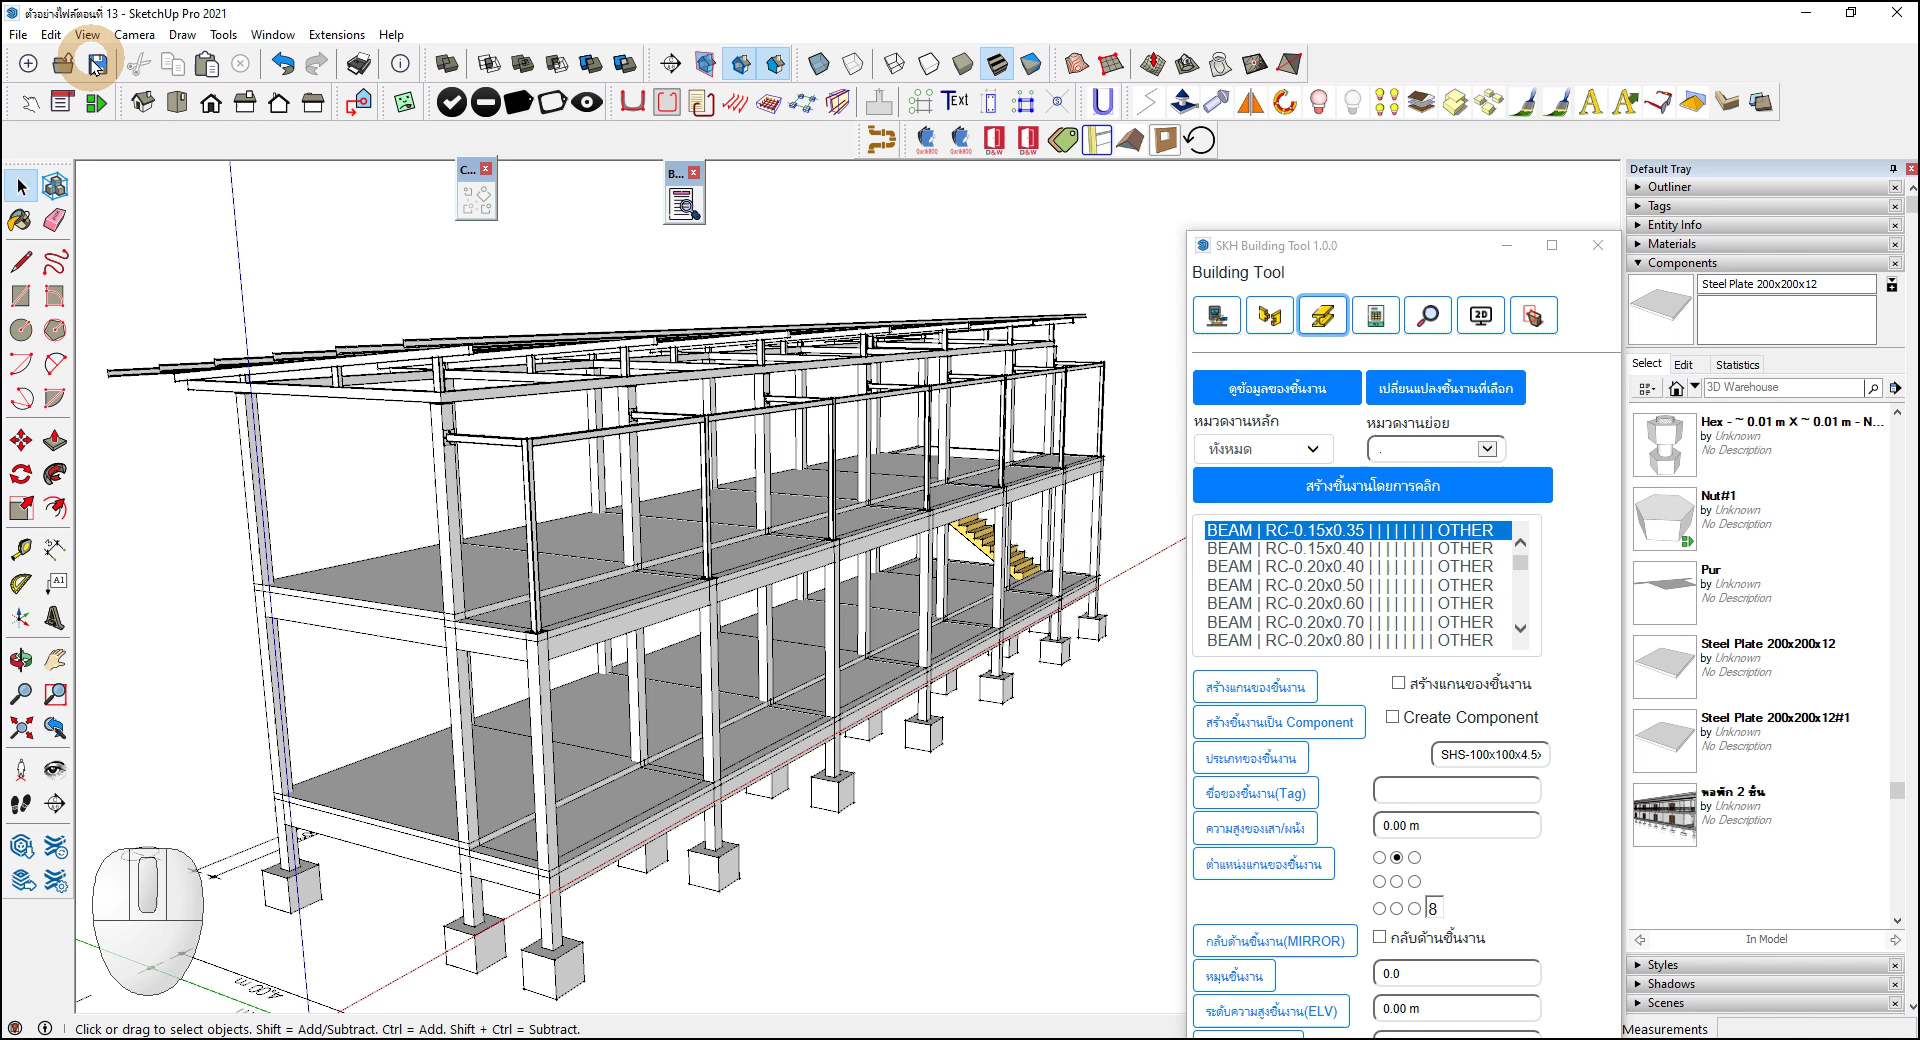 ตัวอย่างไฟล์ตอนที่ 13 - SketchUp Pro 2021
File Edit View Camera Draw Tools Window Extensions Help
Text
QuikBOQ QuikBOQ D&W D&W
C...
B...
A1
Default Tray
Outliner
Tags
Entity Info
Materials
Components
Steel Plate 200x200x12
Select Edit Statistics
3D Warehouse
Hex - ~ 0.01 m X ~ 0.01 m - N...
by Unknown
No Description
Nut#1
by Unknown
No Description
Pur
by Unknown
No Description
Steel Plate 200x200x12
by Unknown
No Description
Steel Plate 200x200x12#1
by Unknown
No Description
หอพัก 2 ชั้น
by Unknown
No Description
In Model
Styles
Shadows
Scenes
SKH Building Tool 1.0.0
Building Tool
2D
ดูข้อมูลของชิ้นงาน เปลี่ยนแปลงชิ้นงานที่เลือก
หมวดงานหลัก หมวดงานย่อย
ทั้งหมด .
สร้างชิ้นงานโดยการคลิก
BEAM | RC-0.15x0.35 | | | | | | | | OTHER
BEAM | RC-0.15x0.40 | | | | | | | | OTHER
BEAM | RC-0.20x0.40 | | | | | | | | OTHER
BEAM | RC-0.20x0.50 | | | | | | | | OTHER
BEAM | RC-0.20x0.60 | | | | | | | | OTHER
BEAM | RC-0.20x0.70 | | | | | | | | OTHER
BEAM | RC-0.20x0.80 | | | | | | | | OTHER
สร้างแกนของชิ้นงาน สร้างแกนของชิ้นงาน
สร้างชิ้นงานเป็น Component Create Component
ประเภทของชิ้นงาน SHS-100x100x4.5x
ชื่อของชิ้นงาน(Tag)
ความสูงของเสา/ผนัง 0.00 m
ตำแหน่งแกนของชิ้นงาน
8
กลับด้านชิ้นงาน(MIRROR) กลับด้านชิ้นงาน
หมุนชิ้นงาน 0.0
ระดับความสูงชิ้นงาน(ELV) 0.00 m
4.00 m
Click or drag to select objects. Shift = Add/Subtract. Ctrl = Add. Shift + Ctrl = Subtract.
Measurements